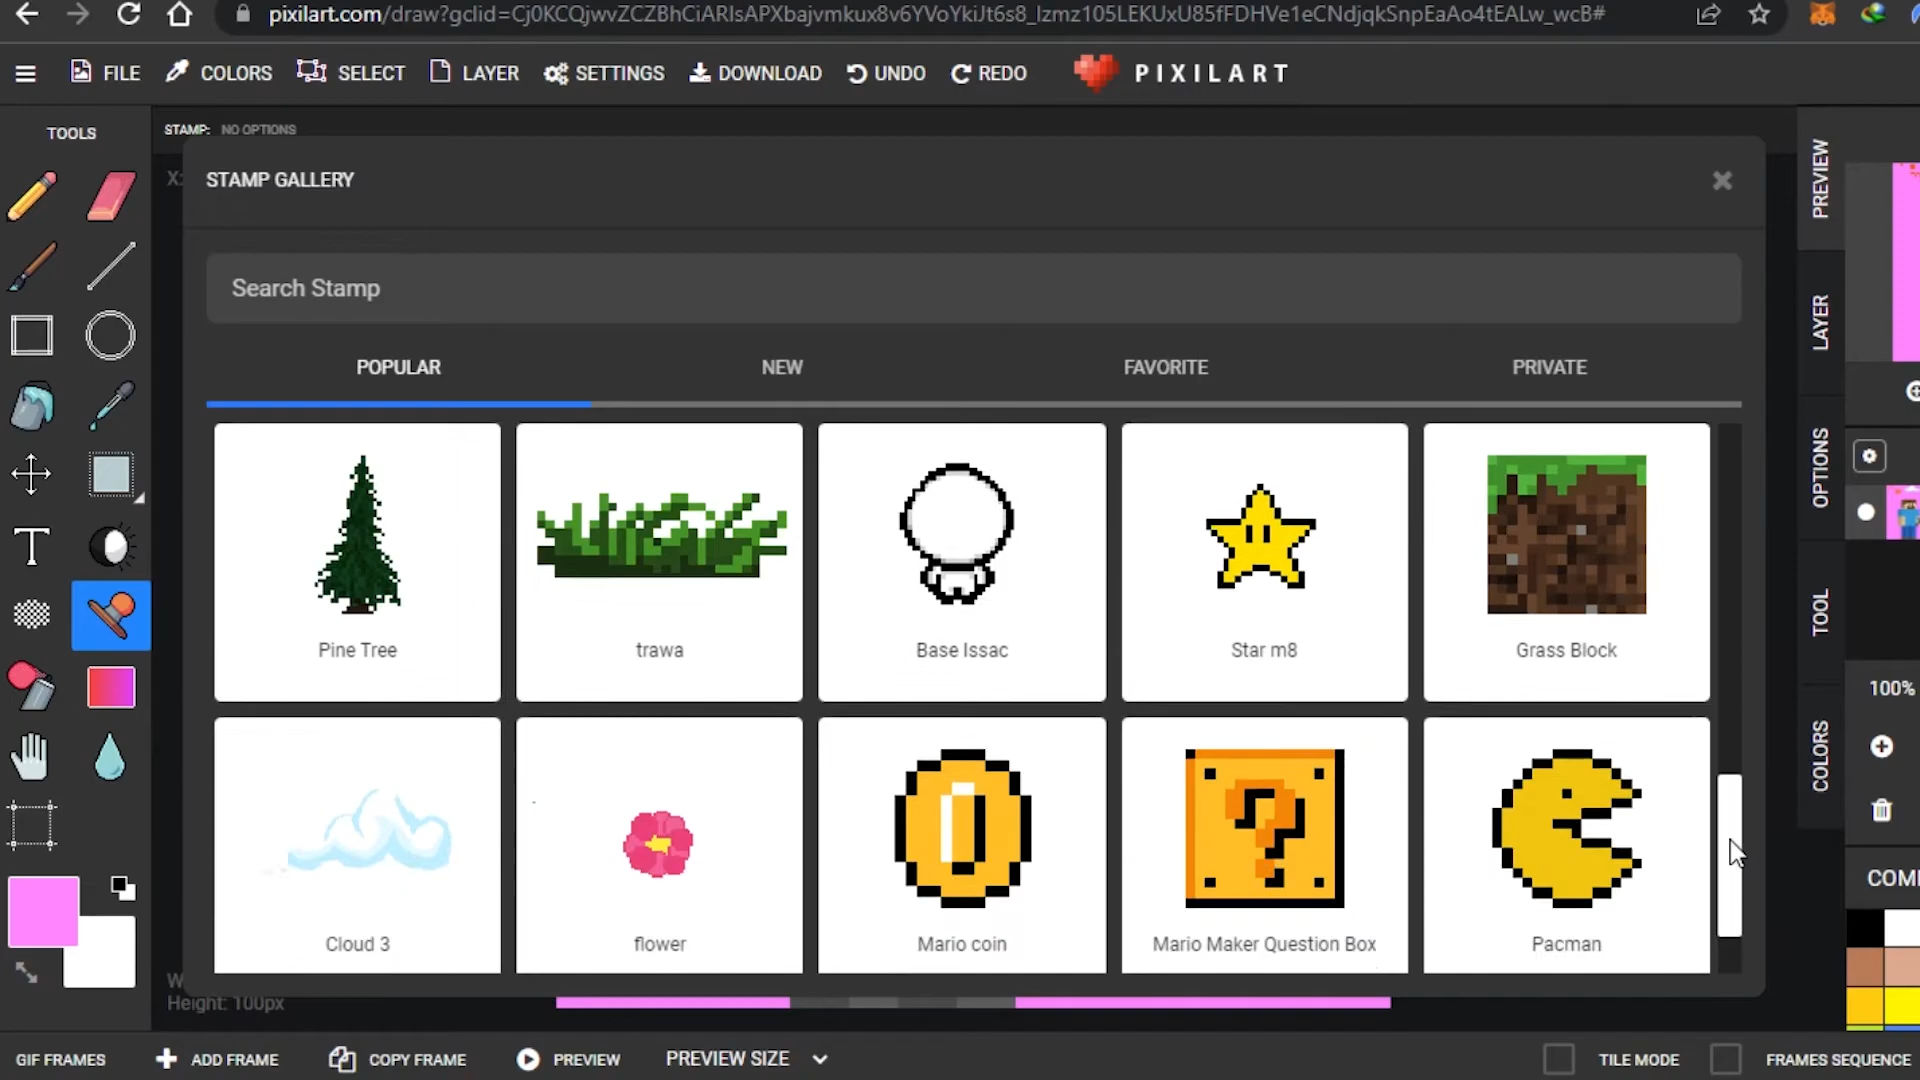 pixilart.com/draw?gclid=Cj0KCQjwvZCZBhCiARIsAPXbajvmkux8v6YVoYkiJt6s8_lzmz105LEKUxU85fFDHVe1eCNdjqkSnpEaAo4tEALw_wcB#
FILE COLORS SELECT LAYER SETTINGS DOWNLOAD UNDO REDO PIXILART
TOOLS
STAMP: NO OPTIONS
X:
STAMP GALLERY
Search Stamp
POPULAR NEW FAVORITE PRIVATE
Pine Tree trawa Base Issac Star m8 Grass Block
Cloud 3 flower Mario coin Mario Maker Question Box Pacman
W
Height: 100px
PREVIEW
LAYER
OPTIONS
TOOL
COLORS
100%
COM
GIF FRAMES ADD FRAME COPY FRAME PREVIEW PREVIEW SIZE TILE MODE FRAMES SEQUENCE